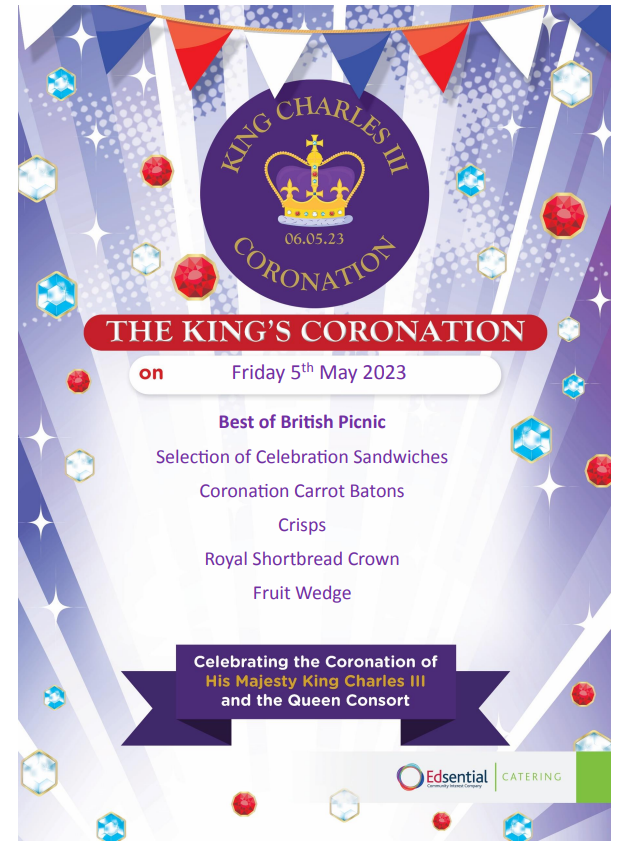 KING CHARLES III
06.05.23
CORONATION
THE KING'S CORONATION
on Friday 5th May 2023
Best of British Picnic
Selection of Celebration Sandwiches
Coronation Carrot Batons
Crisps
Royal Shortbread Crown
Fruit Wedge
Celebrating the Coronation of
His Majesty King Charles III
and the Queen Consort
Edsential CATERING
Community Interest Company